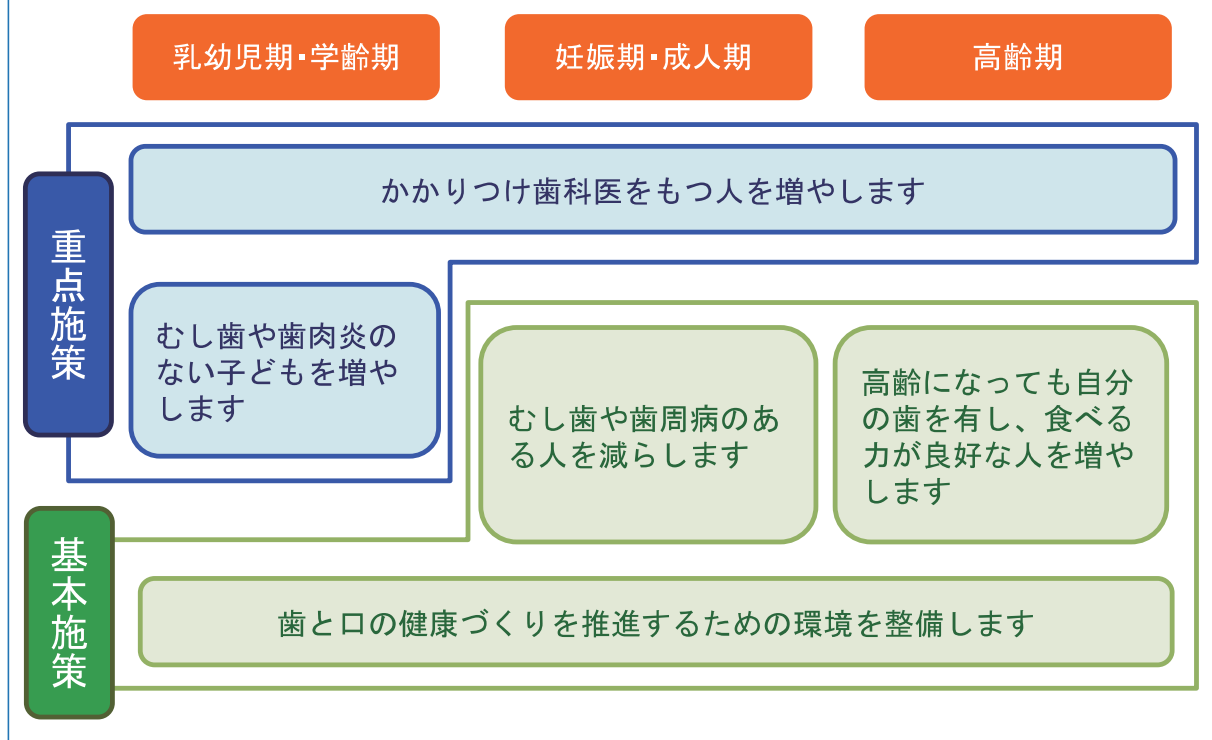 乳幼児期・学齢期
妊娠期・成人期
高齢期
重点施策
かかりつけ歯科医をもつ人を増やします
むし歯や歯肉炎の
ない子どもを増や
します
むし歯や歯周病のあ
る人を減らします
高齢になっても自分
の歯を有し、食べる
力が良好な人を増や
します
基本施策
歯と口の健康づくりを推進するための環境を整備します